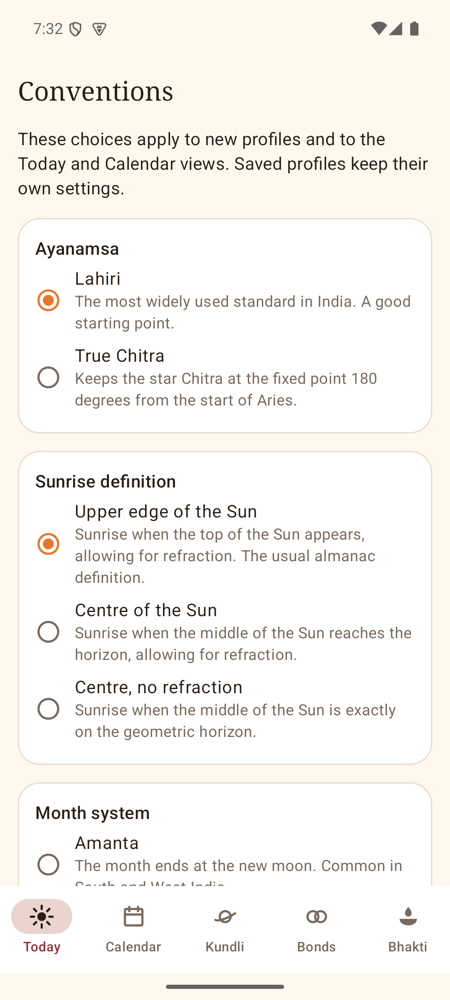 7:32
Conventions
These choices apply to new profiles and to the
Today and Calendar views. Saved profiles keep their
own settings.
Ayanamsa
Lahiri
The most widely used standard in India. A good
starting point.
True Chitra
Keeps the star Chitra at the fixed point 180
degrees from the start of Aries.
Sunrise definition
Upper edge of the Sun
Sunrise when the top of the Sun appears,
allowing for refraction. The usual almanac
definition.
Centre of the Sun
Sunrise when the middle of the Sun reaches the
horizon, allowing for refraction.
Centre, no refraction
Sunrise when the middle of the Sun is exactly
on the geometric horizon.
Month system
Amanta
The month ends at the new moon. Common in
South and West India.
Today
Calendar
Kundli
Bonds
Bhakti